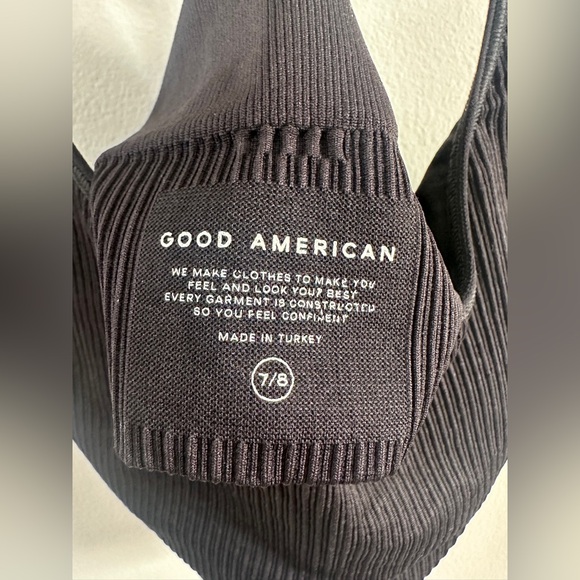 GOOD AMERICAN
WE MAKE CLOTHES TO MAKE YOU
FEEL AND LOOK YOUR BEST
EVERY GARMENT IS CONSTRUCTED
SO YOU FEEL CONFIDENT
MADE IN TURKEY
7/8